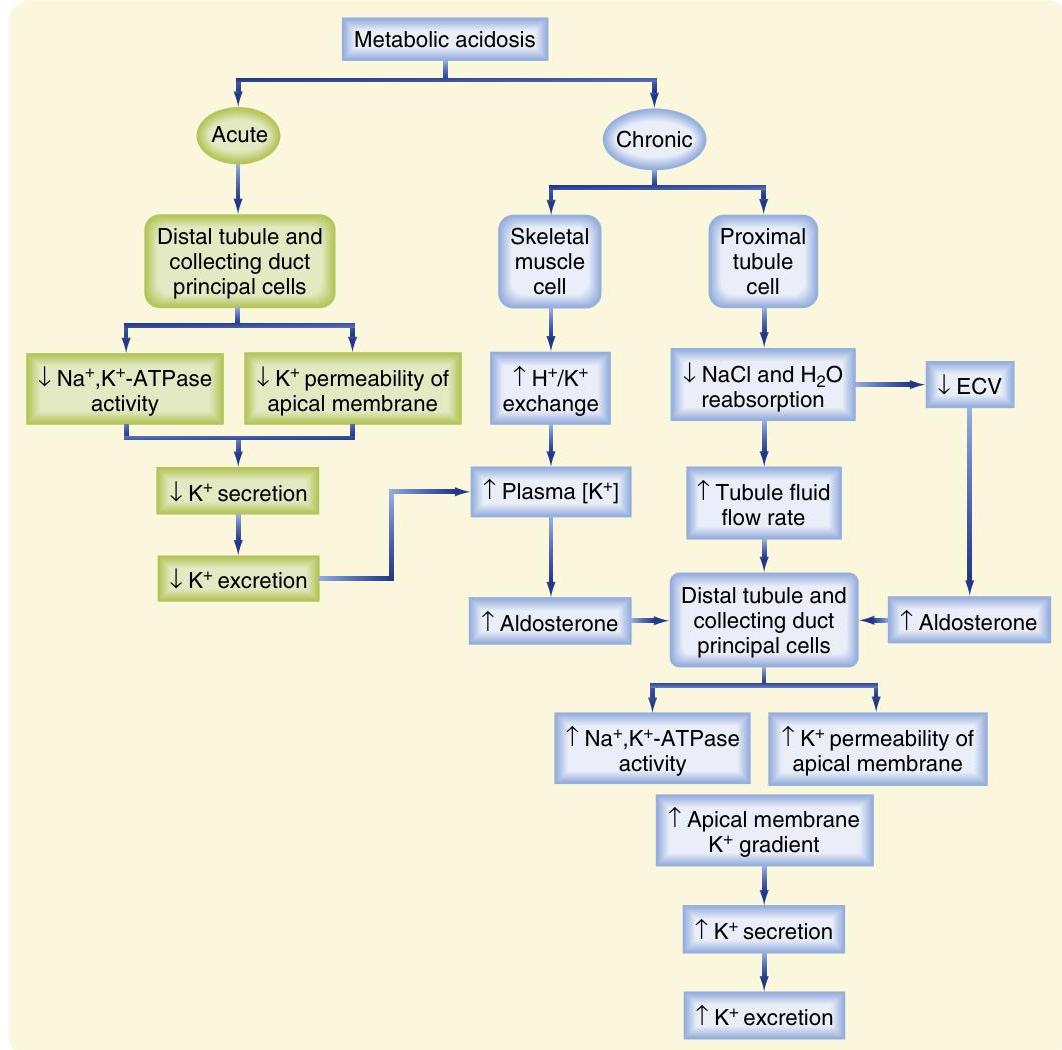 Metabolic acidosis
Acute
Chronic
Distal tubule and
collecting duct
principal cells
Skeletal
muscle
cell
Proximal
tubule
cell
↓ Na⁺,K⁺-ATPase
activity
↓ K⁺ permeability of
apical membrane
↑ H⁺/K⁺
exchange
↓ NaCl and H₂O
reabsorption
↓ ECV
↓ K⁺ secretion
↑ Plasma [K⁺]
↑ Tubule fluid
flow rate
↓ K⁺ excretion
↑ Aldosterone
Distal tubule and
collecting duct
principal cells
↑ Aldosterone
↑ Na⁺,K⁺-ATPase
activity
↑ K⁺ permeability of
apical membrane
↑ Apical membrane
K⁺ gradient
↑ K⁺ secretion
↑ K⁺ excretion